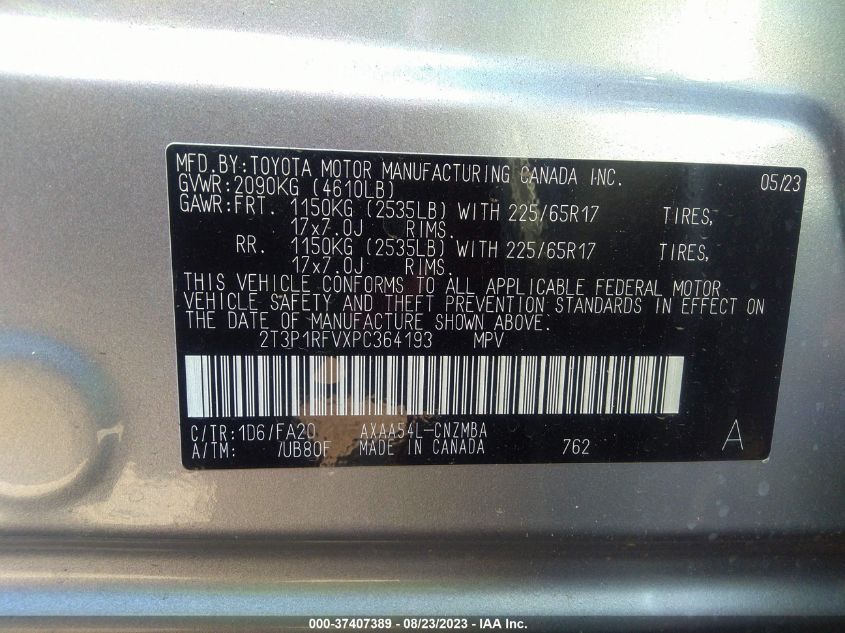 MFD.BY:TOYOTA MOTOR MANUFACTURING CANADA INC. 05/23
GVWR:2090KG (4610LB)
GAWR:FRT. 1150KG (2535LB) WITH 225/65R17 TIRES,
17x7.0J RIMS.
RR. 1150KG (2535LB) WITH 225/65R17 TIRES,
17x7.0J RIMS.
THIS VEHICLE CONFORMS TO ALL APPLICABLE FEDERAL MOTOR
VEHICLE SAFETY AND THEFT PREVENTION STANDARDS IN EFFECT ON
THE DATE OF MANUFACTURE SHOWN ABOVE.
2T3P1RFVXPC364193 MPV
C/TR:1D6/FA20 AXAA54L-CNZMBA
A/TM: /UB80F MADE IN CANADA 762 A
000-37407389 - 08/23/2023 - IAA Inc.